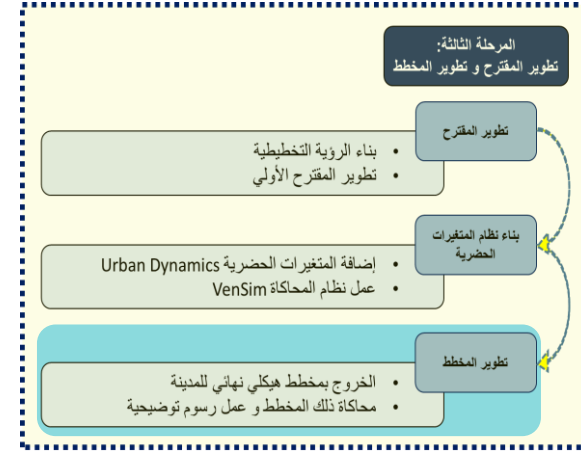 المرحلة الثالثة:
تطوير المقترح و تطوير المخطط
تطوير المقترح
• بناء الرؤية التخطيطية
• تطوير المقترح الأولي
بناء نظام المتغيرات
الحضرية
• إضافة المتغيرات الحضرية Urban Dynamics
• عمل نظام المحاكاة VenSim
تطوير المخطط
• الخروج بمخطط هيكلي نهائي للمدينة
• محاكاة ذلك المخطط و عمل رسوم توضيحية